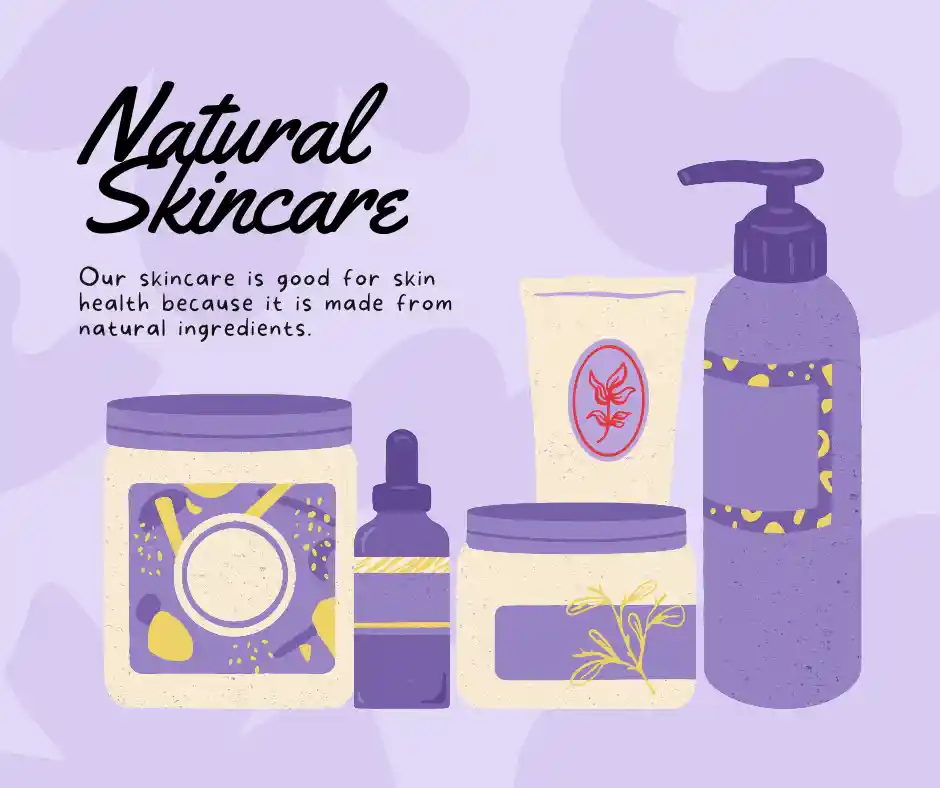 Natural
Skincare
Our skincare is good for skin
health because it is made from
natural ingredients.